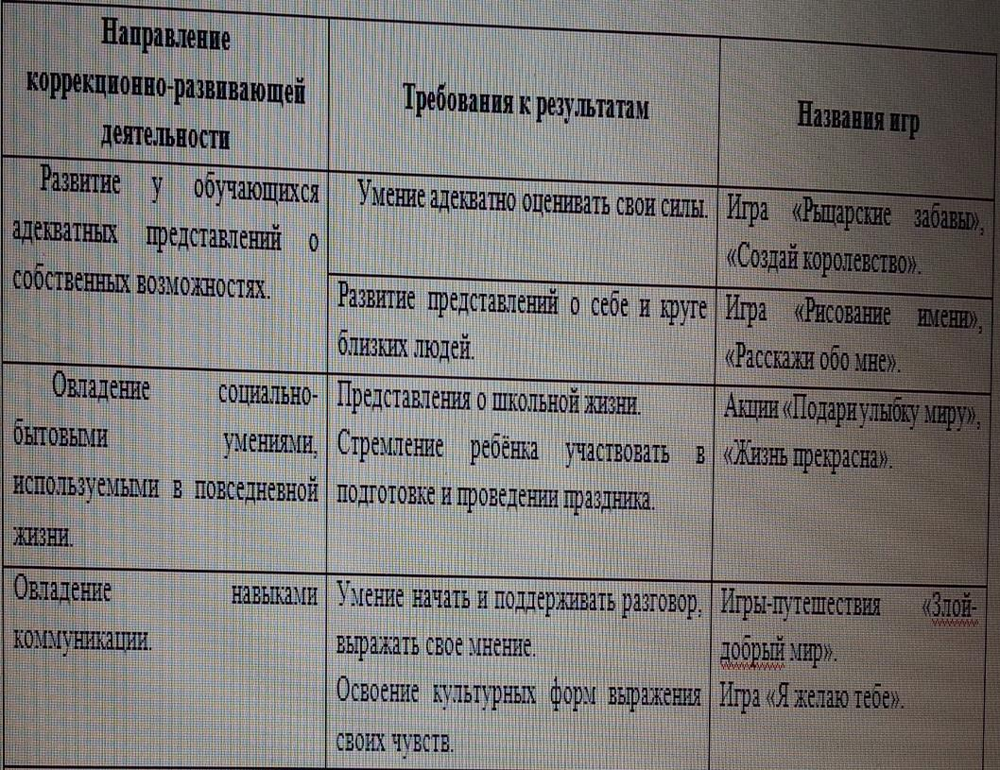 Направление
коррекционно-развивающей
деятельности
Требования к результатам
Названия игр
Развитие у обучающихся
адекватных представлений о
собственных возможностях.
Умение адекватно оценивать свои силы.
Игра «Рыцарские забавы»,
«Создай королевство».
Развитие представлений о себе и круге
близких людей.
Игра «Рисование имени»,
«Расскажи обо мне».
Овладение социально-
бытовыми умениями,
используемыми в повседневной
жизни.
Представления о школьной жизни.
Стремление ребёнка участвовать в
подготовке и проведении праздника.
Акции «Подари улыбку миру»,
«Жизнь прекрасна».
Овладение навыками
коммуникации.
Умение начать и поддерживать разговор,
выражать свое мнение.
Освоение культурных форм выражения
своих чувств.
Игры-путешествия «Злой-
добрый мир».
Игра «Я желаю тебе».